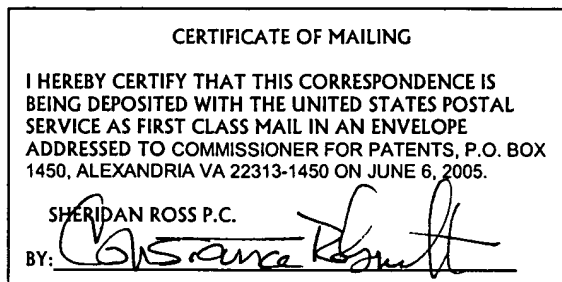 CERTIFICATE OF MAILING
I HEREBY CERTIFY THAT THIS CORRESPONDENCE IS
BEING DEPOSITED WITH THE UNITED STATES POSTAL
SERVICE AS FIRST CLASS MAIL IN AN ENVELOPE
ADDRESSED TO COMMISSIONER FOR PATENTS, P.O. BOX
1450, ALEXANDRIA VA 22313-1450 ON JUNE 6, 2005.
SHERIDAN ROSS P.C.
BY: Constance